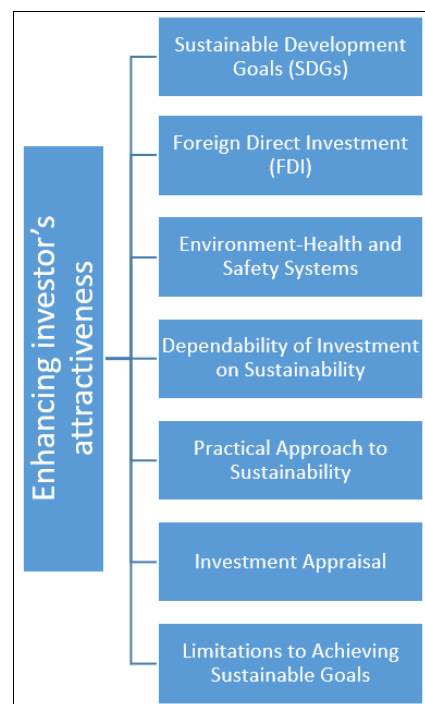 Enhancing investor's
attractiveness
Sustainable Development
Goals (SDGs)
Foreign Direct Investment
(FDI)
Environment-Health and
Safety Systems
Dependability of Investment
on Sustainability
Practical Approach to
Sustainability
Investment Appraisal
Limitations to Achieving
Sustainable Goals